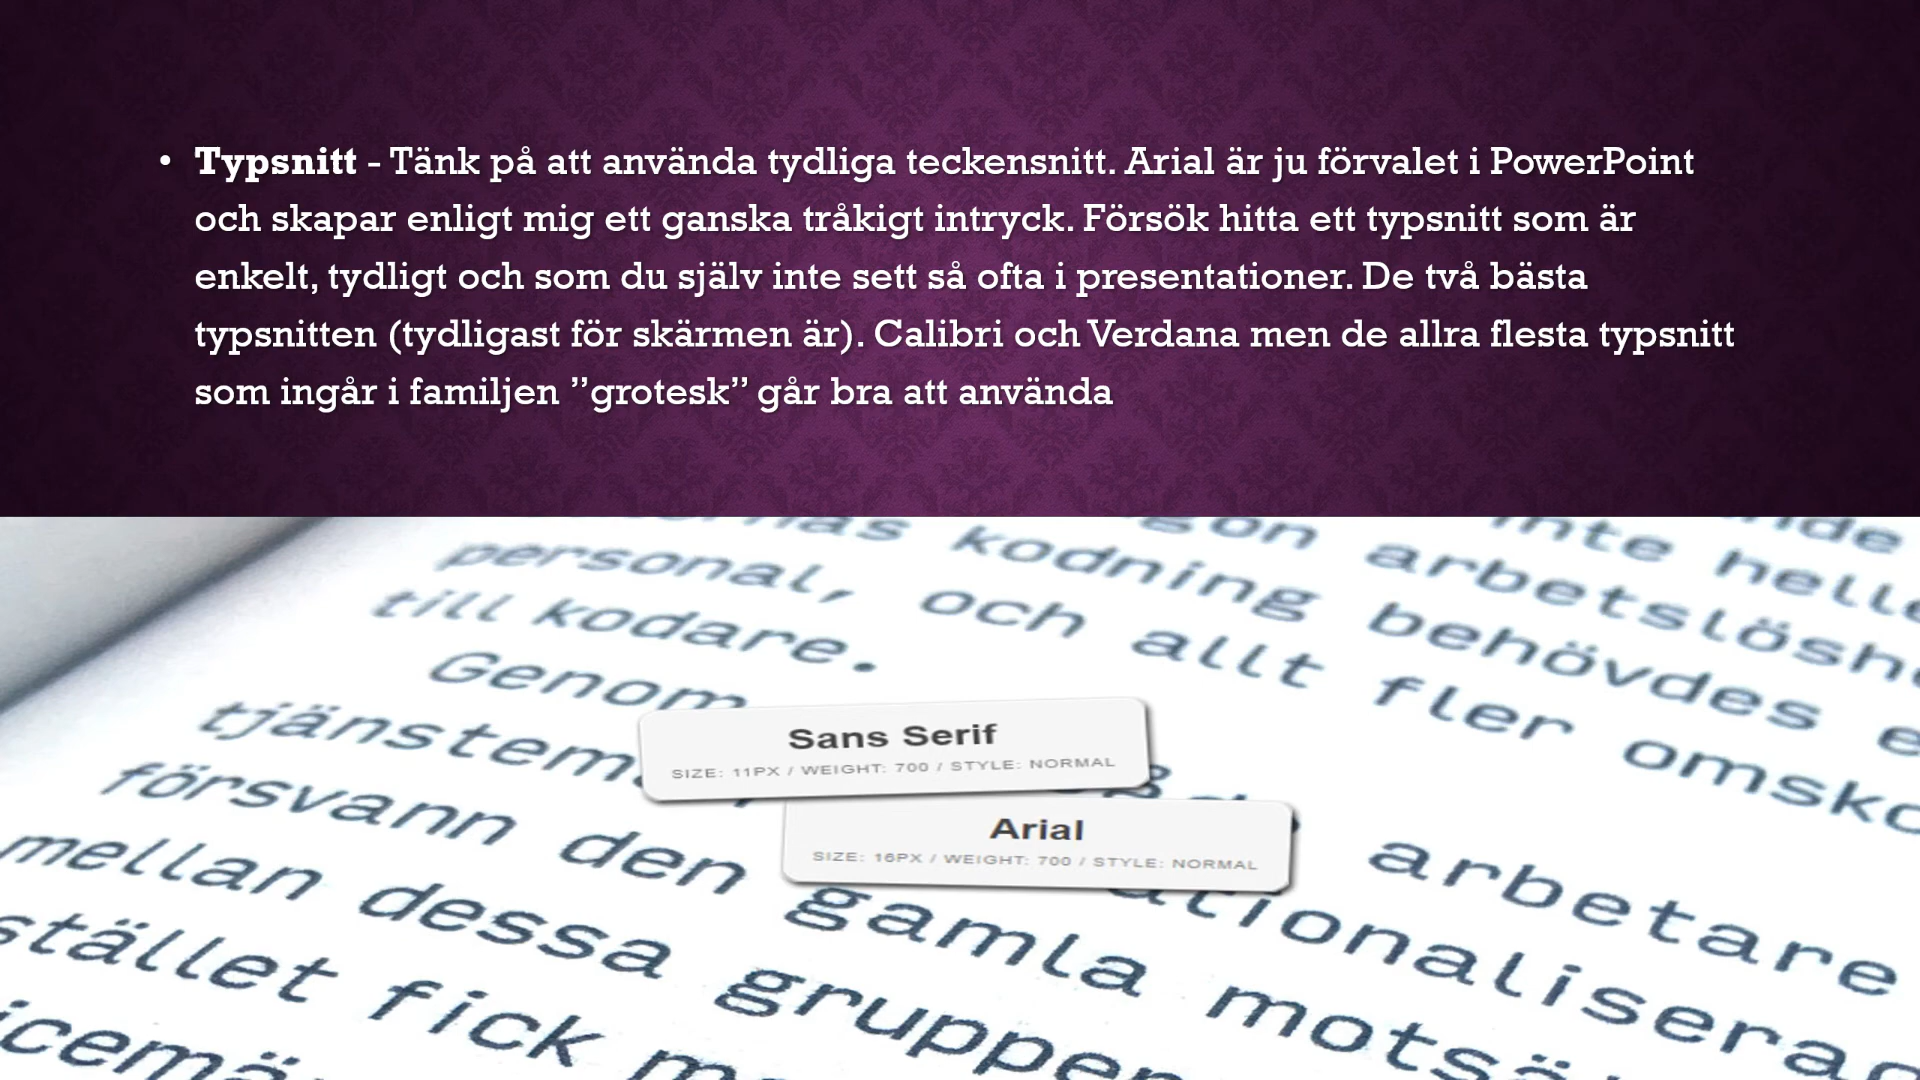 • Typsnitt - Tänk på att använda tydliga teckensnitt. Arial är ju förvalet i PowerPoint
och skapar enligt mig ett ganska tråkigt intryck. Försök hitta ett typsnitt som är
enkelt, tydligt och som du själv inte sett så ofta i presentationer. De två bästa
typsnitten (tydligast för skärmen är). Calibri och Verdana men de allra flesta typsnitt
som ingår i familjen ”grotesk” går bra att använda
kodning arbetslösh
personal, och allt behövdes
till kodare. fler omsko
Genom
tjänstem
försvann den arbetare
mellan dessa gamla
stället fick gruppen motsä
Sans Serif
SIZE: 11PX / WEIGHT: 700 / STYLE: NORMAL
Arial
SIZE: 16PX / WEIGHT: 700 / STYLE: NORMAL